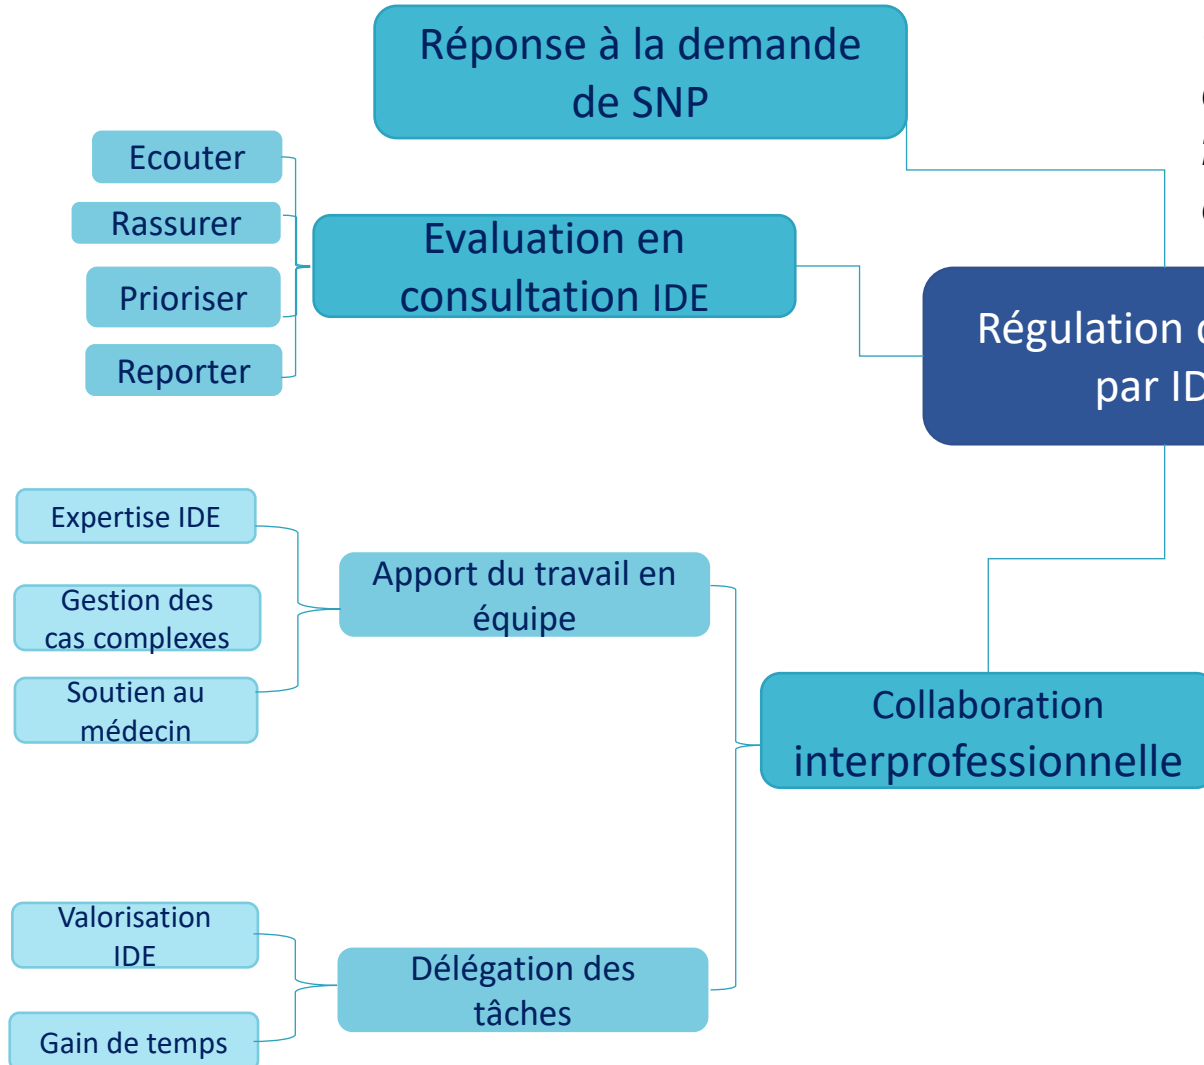 Réponse à la demande
de SNP
Ecouter
Rassurer
Prioriser
Reporter
Evaluation en
consultation IDE
Régulation
par
Expertise IDE
Gestion des
cas complexes
Soutien au
médecin
Apport du travail en
équipe
Collaboration
interprofessionnelle
Valorisation
IDE
Gain de temps
Délégation des
tâches